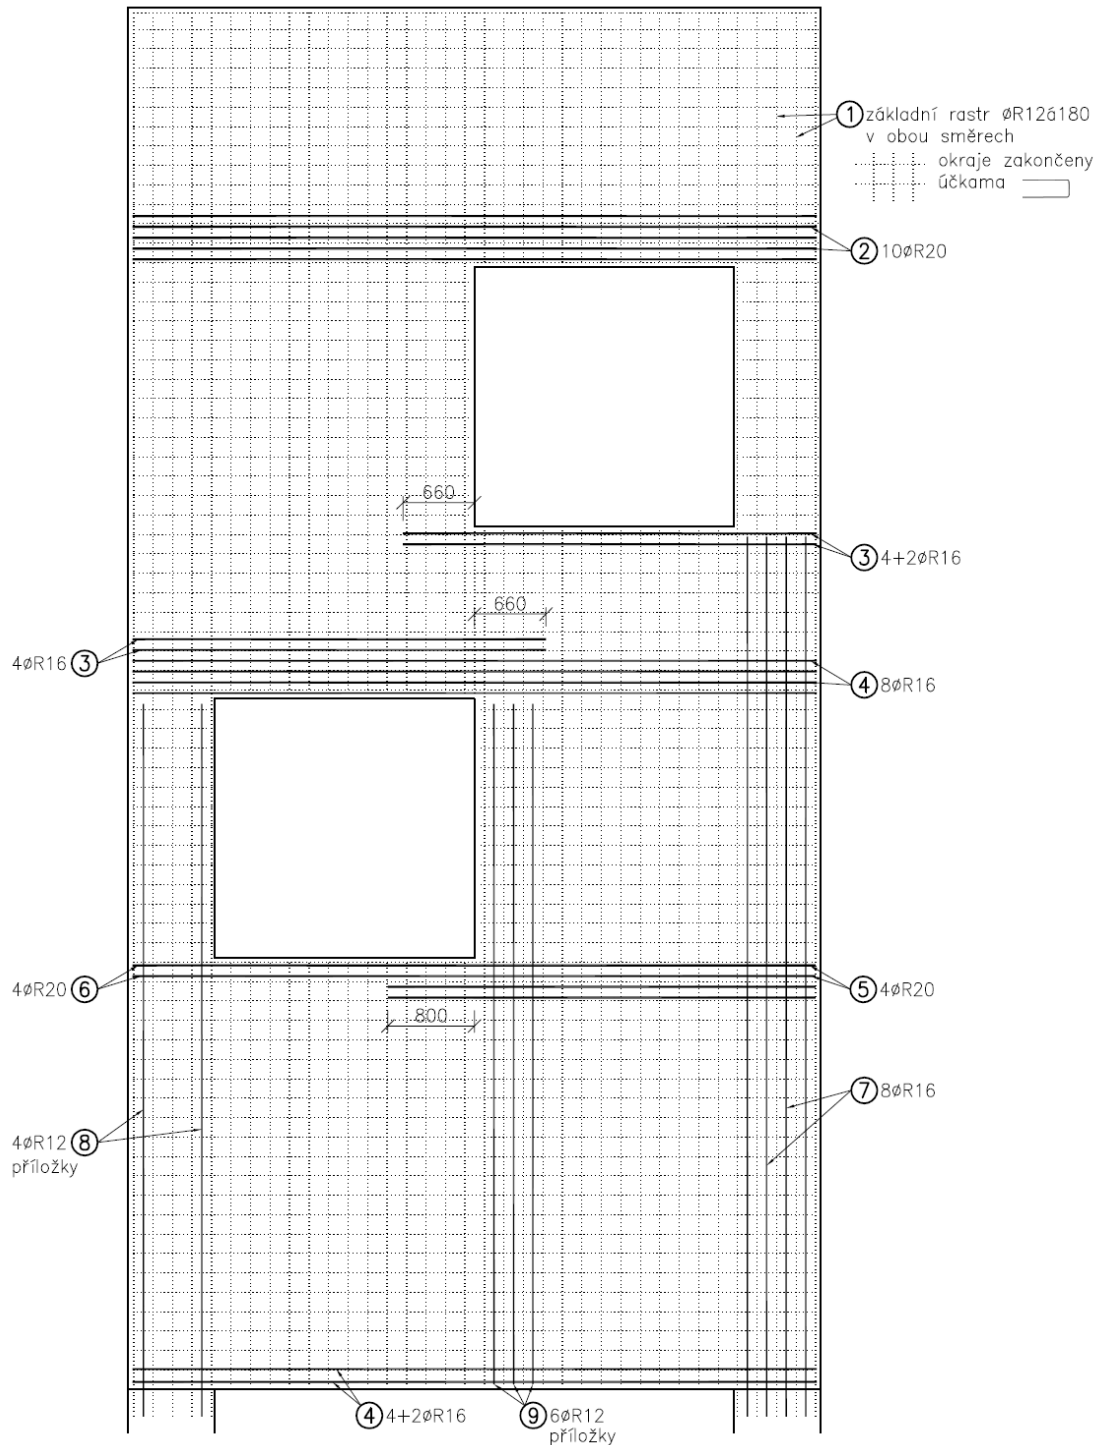 1 základní rastr øR12á180
v obou směrech
okraje zakončeny
účkama
2 10øR20
660
3 4+2øR16
660
4øR16 3
4 8øR16
4øR20 6
5 4øR20
800
7 8øR16
4øR12 8
příložky
4 4+2øR16
9 6øR12
příložky